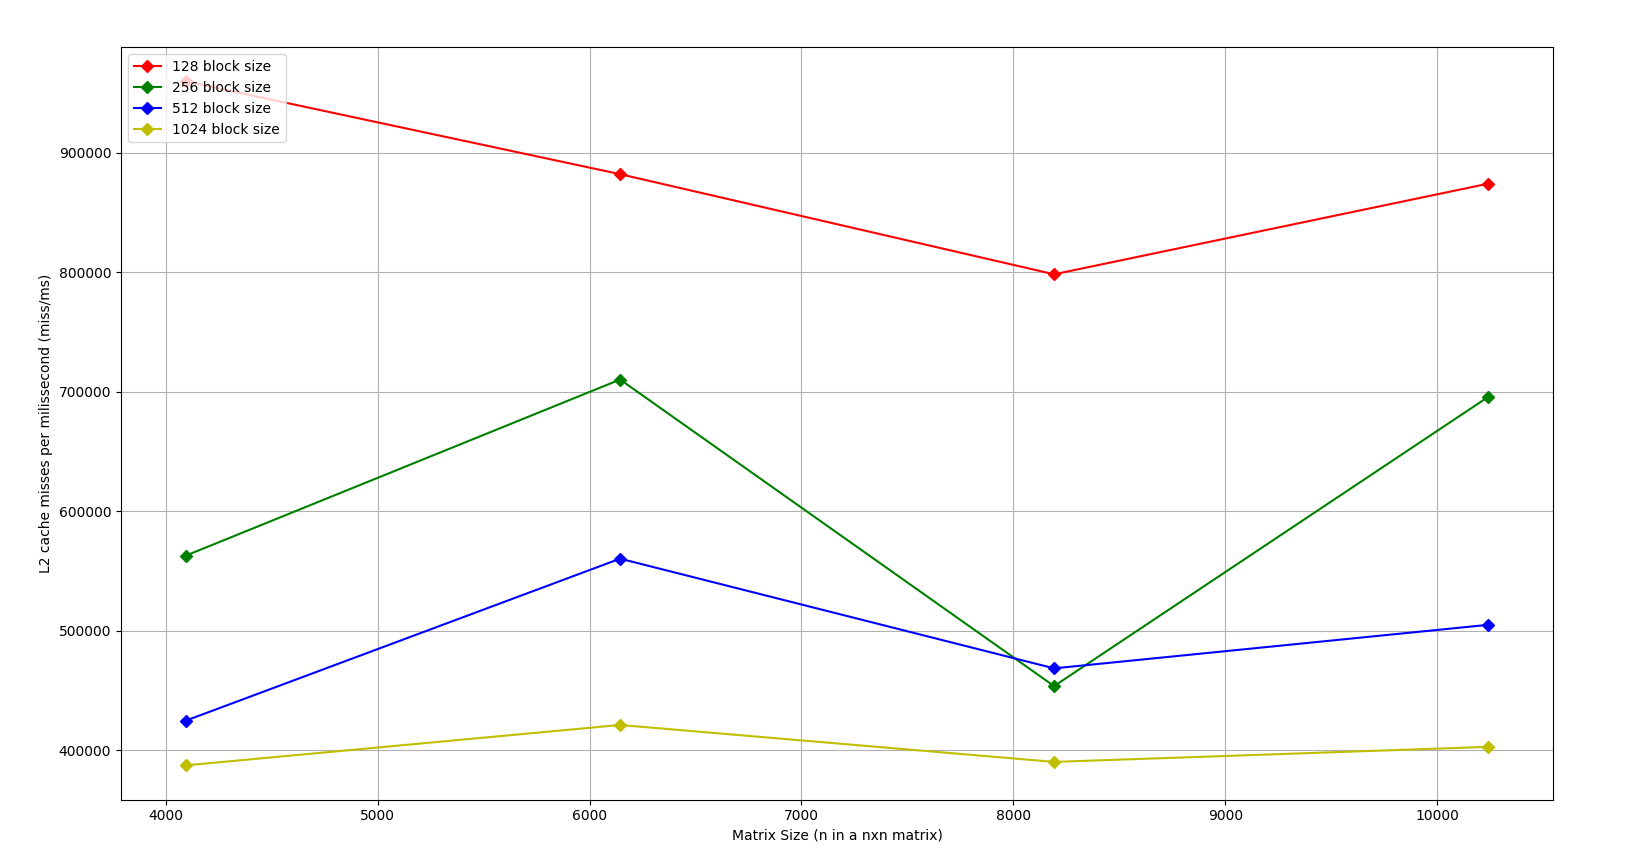 128 block size
256 block size
512 block size
1024 block size
900000
800000
700000
600000
500000
400000
L2 cache misses per milissecond (miss/ms)
4000 5000 6000 7000 8000 9000 10000
Matrix Size (n in a nxn matrix)